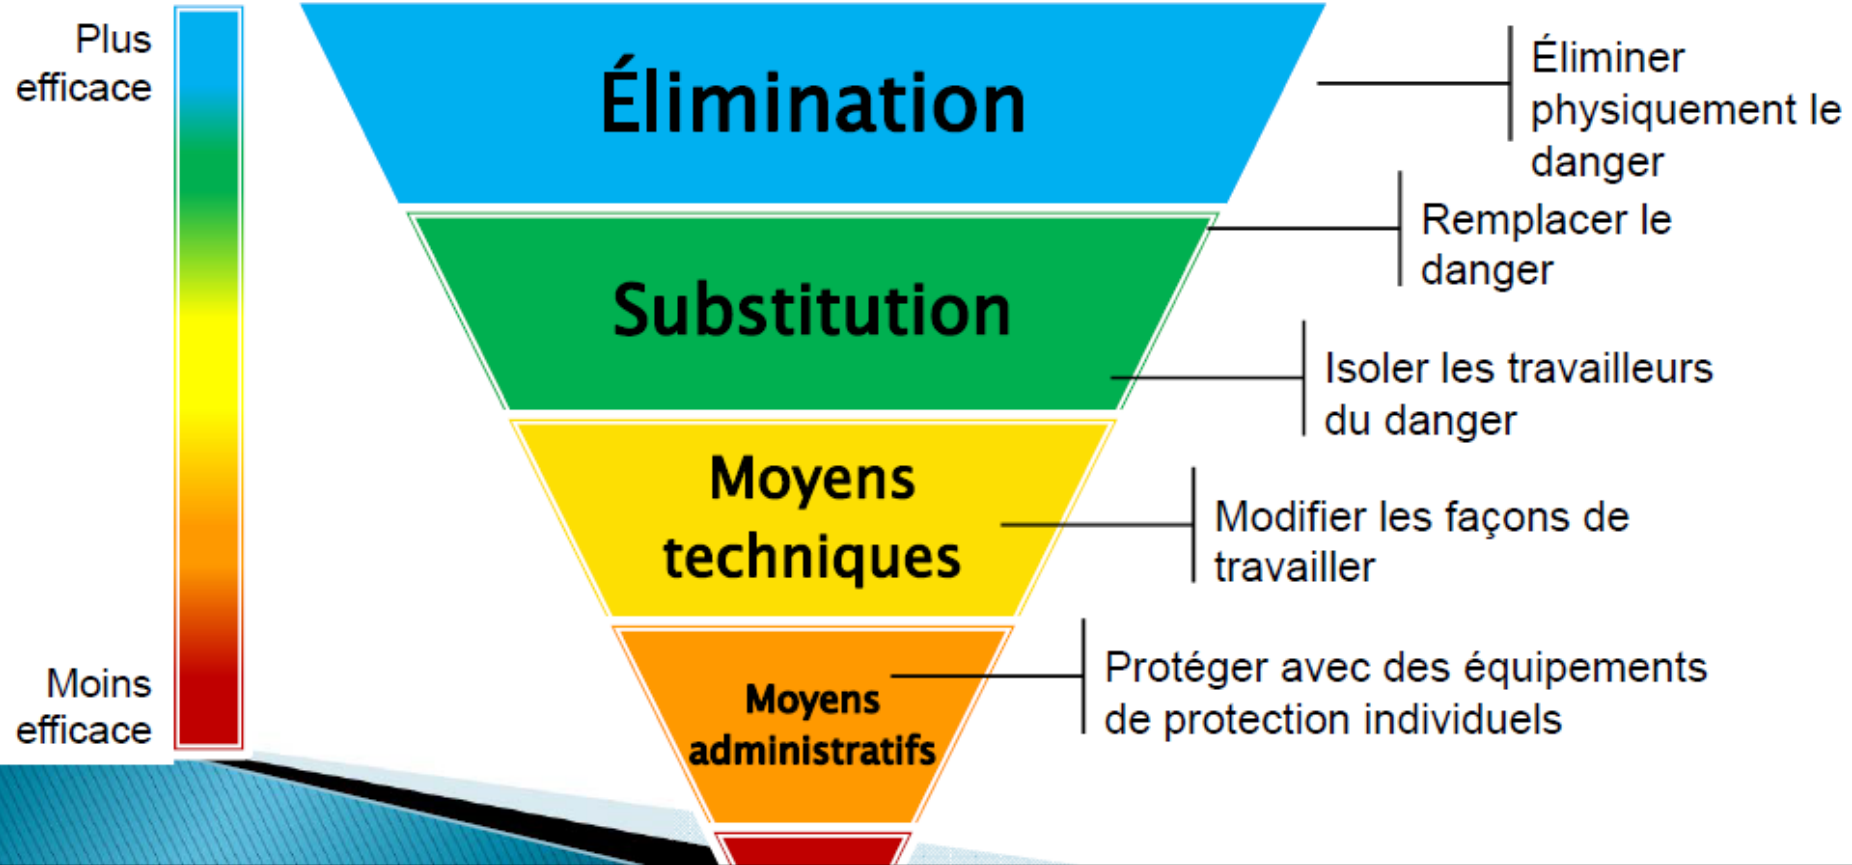 Plus
efficace
Élimination
Éliminer
physiquement le
danger
Substitution
Remplacer le
danger
Isoler les travailleurs
du danger
Moyens
techniques
Modifier les façons de
travailler
Moyens
administratifs
Protéger avec des équipements
de protection individuels
Moins
efficace